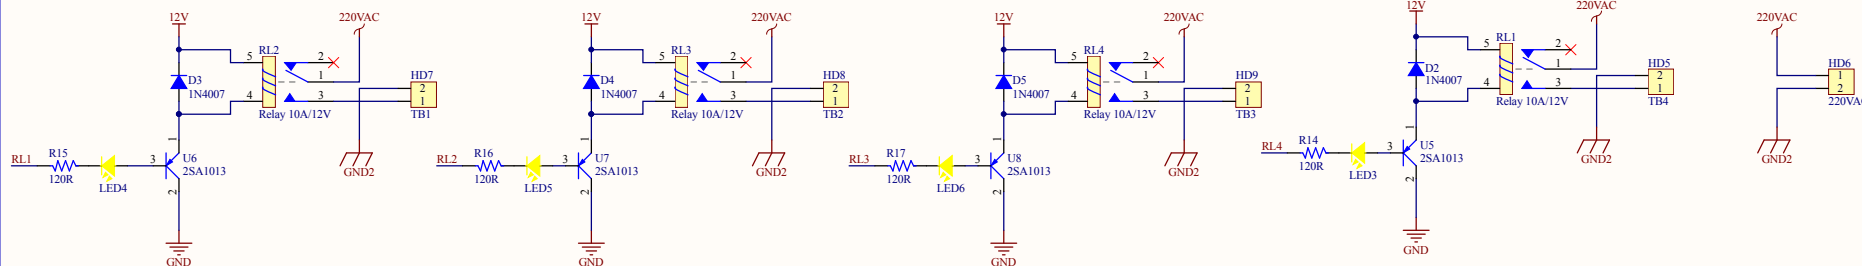 12V
220VAC
5
RL2
2
1
D3
1N4007
4
3
Relay 10A/12V
HD7
2
1
TB1
RL1
R15
120R
LED4
3
1
U6
2SA1013
2
GND2
GND
12V
220VAC
5
RL3
2
1
D4
1N4007
4
3
Relay 10A/12V
HD8
2
1
TB2
RL2
R16
120R
LED5
3
1
U7
2SA1013
2
GND2
GND
12V
220VAC
5
RL4
2
1
D5
1N4007
4
3
Relay 10A/12V
HD9
2
1
TB3
RL3
R17
120R
LED6
3
1
U8
2SA1013
2
GND2
GND
12V
220VAC
5
RL1
2
1
D2
1N4007
4
3
Relay 10A/12V
HD5
2
1
TB4
RL4
R14
120R
LED3
3
1
U5
2SA1013
2
GND2
GND
220VAC
HD6
1
2
220VA
GND2